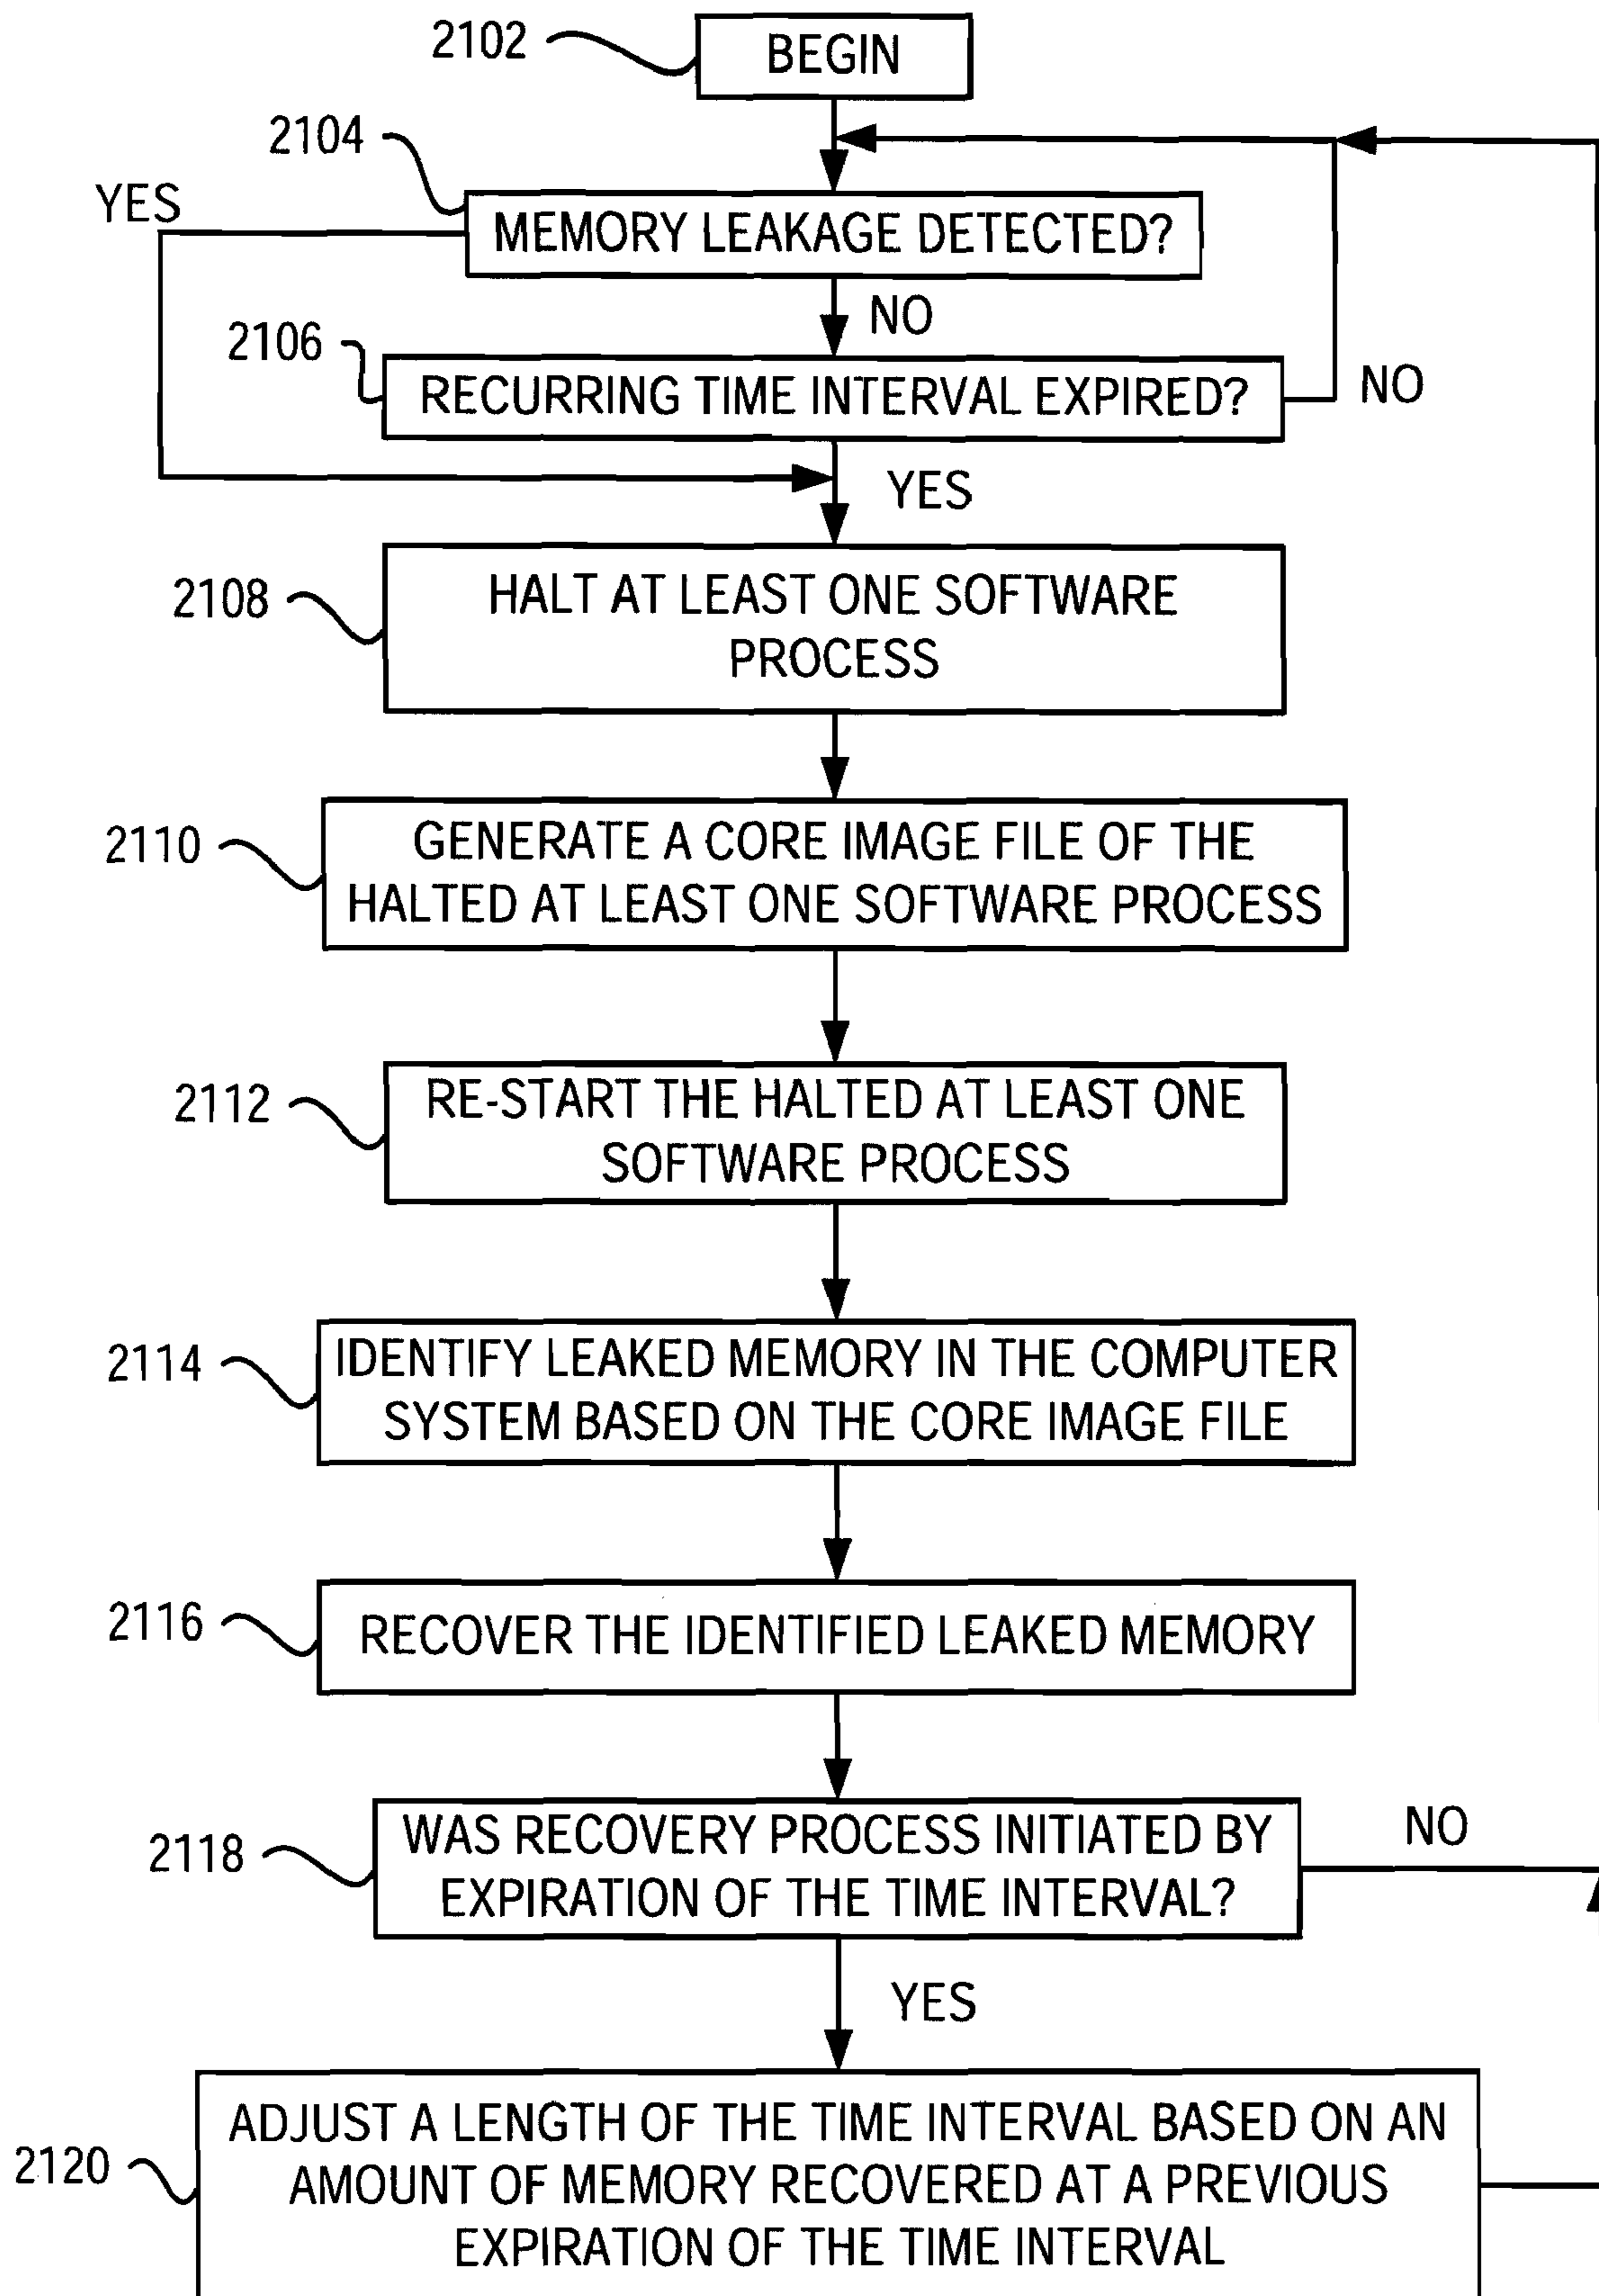 2102
BEGIN
2104
YES
MEMORY LEAKAGE DETECTED?
NO
2106
RECURRING TIME INTERVAL EXPIRED?
NO
YES
2108
HALT AT LEAST ONE SOFTWARE
PROCESS
2110
GENERATE A CORE IMAGE FILE OF THE
HALTED AT LEAST ONE SOFTWARE PROCESS
2112
RE-START THE HALTED AT LEAST ONE
SOFTWARE PROCESS
2114
IDENTIFY LEAKED MEMORY IN THE COMPUTER
SYSTEM BASED ON THE CORE IMAGE FILE
2116
RECOVER THE IDENTIFIED LEAKED MEMORY
2118
WAS RECOVERY PROCESS INITIATED BY
EXPIRATION OF THE TIME INTERVAL?
NO
YES
2120
ADJUST A LENGTH OF THE TIME INTERVAL BASED ON AN
AMOUNT OF MEMORY RECOVERED AT A PREVIOUS
EXPIRATION OF THE TIME INTERVAL